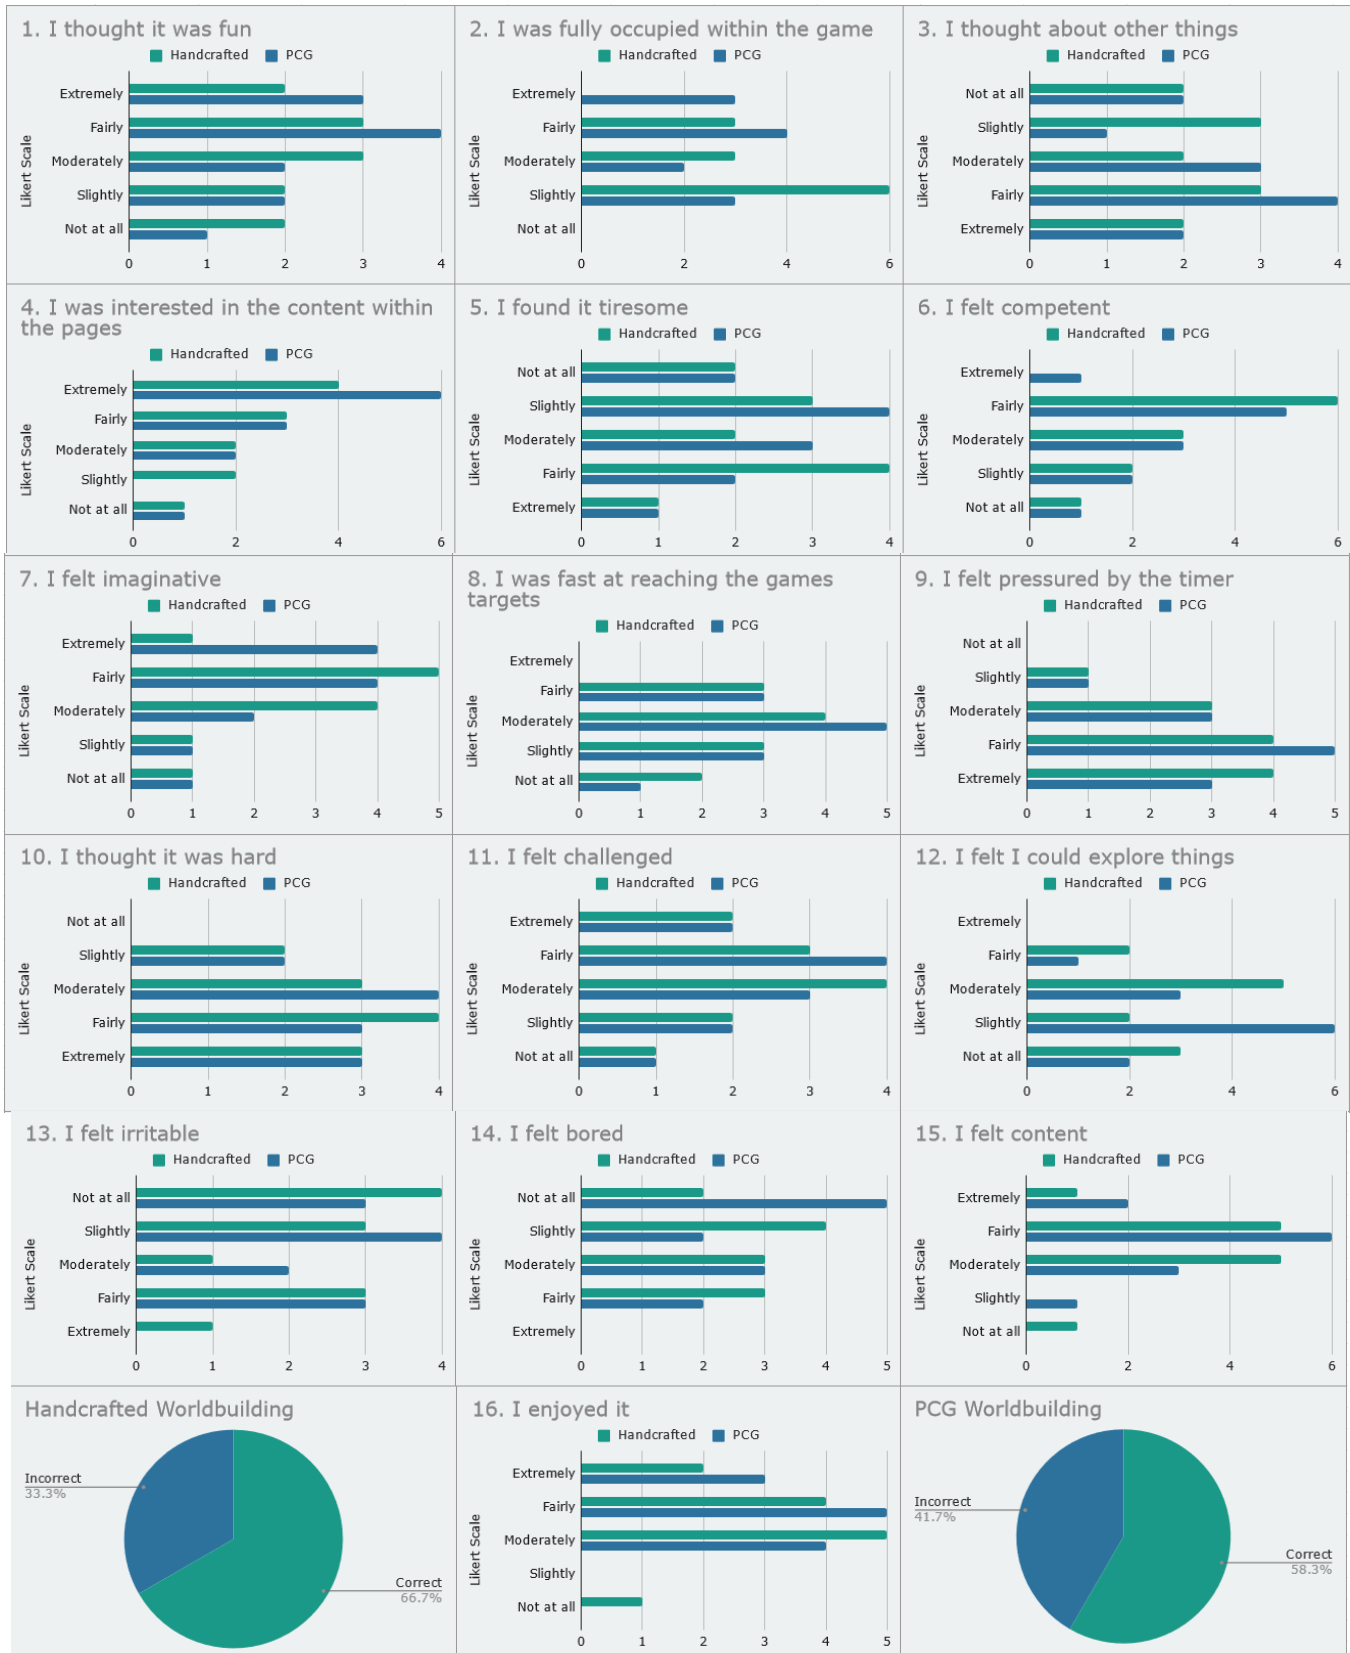 1. I thought it was fun
Handcrafted PCG
Likert Scale
Extremely
Fairly
Moderately
Slightly
Not at all
0 1 2 3 4
2. I was fully occupied within the game
Handcrafted PCG
Likert Scale
Extremely
Fairly
Moderately
Slightly
Not at all
0 2 4 6
3. I thought about other things
Handcrafted PCG
Likert Scale
Not at all
Slightly
Moderately
Fairly
Extremely
0 1 2 3 4
4. I was interested in the content within
the pages
Handcrafted PCG
Likert Scale
Extremely
Fairly
Moderately
Slightly
Not at all
0 2 4 6
5. I found it tiresome
Handcrafted PCG
Likert Scale
Not at all
Slightly
Moderately
Fairly
Extremely
0 1 2 3 4
6. I felt competent
Handcrafted PCG
Likert Scale
Extremely
Fairly
Moderately
Slightly
Not at all
0 2 4 6
7. I felt imaginative
Handcrafted PCG
Likert Scale
Extremely
Fairly
Moderately
Slightly
Not at all
0 1 2 3 4 5
8. I was fast at reaching the games
targets
Handcrafted PCG
Likert Scale
Extremely
Fairly
Moderately
Slightly
Not at all
0 1 2 3 4 5
9. I felt pressured by the timer
Handcrafted PCG
Likert Scale
Not at all
Slightly
Moderately
Fairly
Extremely
0 1 2 3 4 5
10. I thought it was hard
Handcrafted PCG
Likert Scale
Not at all
Slightly
Moderately
Fairly
Extremely
0 1 2 3 4
11. I felt challenged
Handcrafted PCG
Likert Scale
Extremely
Fairly
Moderately
Slightly
Not at all
0 1 2 3 4
12. I felt I could explore things
Handcrafted PCG
Likert Scale
Extremely
Fairly
Moderately
Slightly
Not at all
0 2 4 6
13. I felt irritable
Handcrafted PCG
Likert Scale
Not at all
Slightly
Moderately
Fairly
Extremely
0 1 2 3 4
14. I felt bored
Handcrafted PCG
Likert Scale
Not at all
Slightly
Moderately
Fairly
Extremely
0 1 2 3 4 5
15. I felt content
Handcrafted PCG
Likert Scale
Extremely
Fairly
Moderately
Slightly
Not at all
0 2 4 6
Handcrafted Worldbuilding
Incorrect
33.3%
Correct
66.7%
16. I enjoyed it
Handcrafted PCG
Likert Scale
Extremely
Fairly
Moderately
Slightly
Not at all
0 1 2 3 4 5
PCG Worldbuilding
Incorrect
41.7%
Correct
58.3%